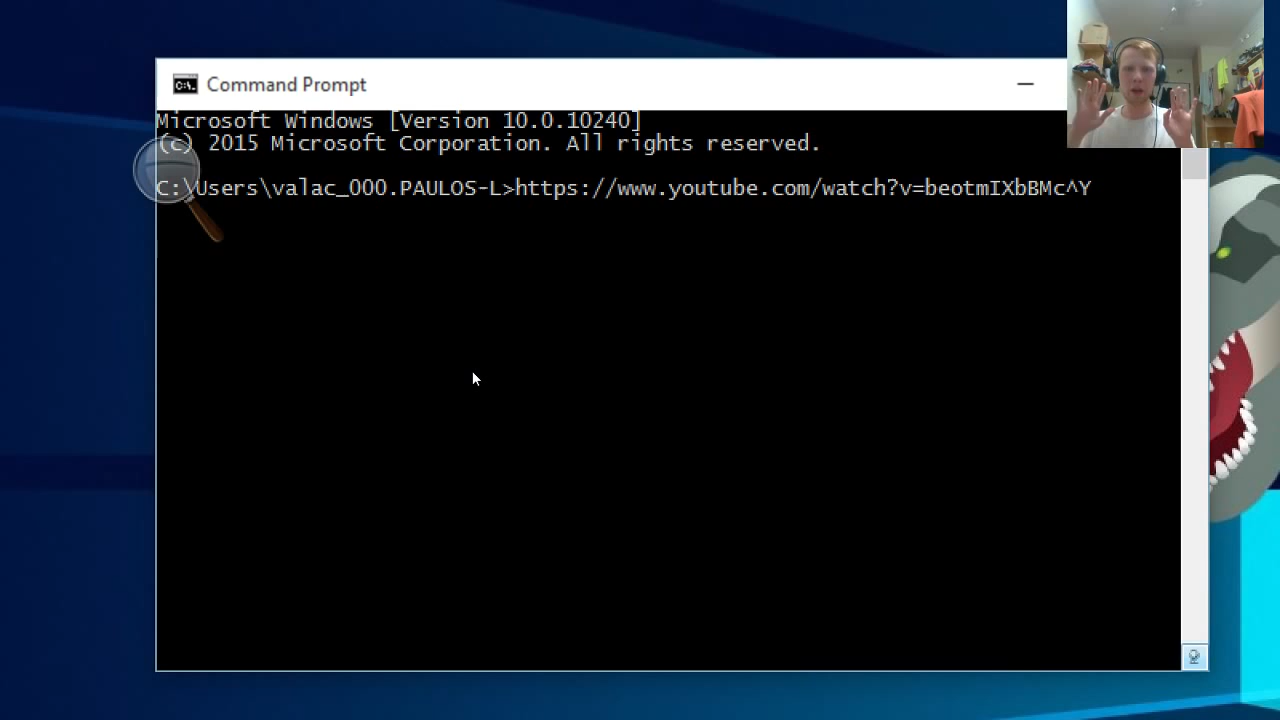 Command Prompt
Microsoft Windows [Version 10.0.10240]
(c) 2015 Microsoft Corporation. All rights reserved.
C:\Users\valac_000.PAULOS-L>https://www.youtube.com/watch?v=beotmIXbBMc^Y